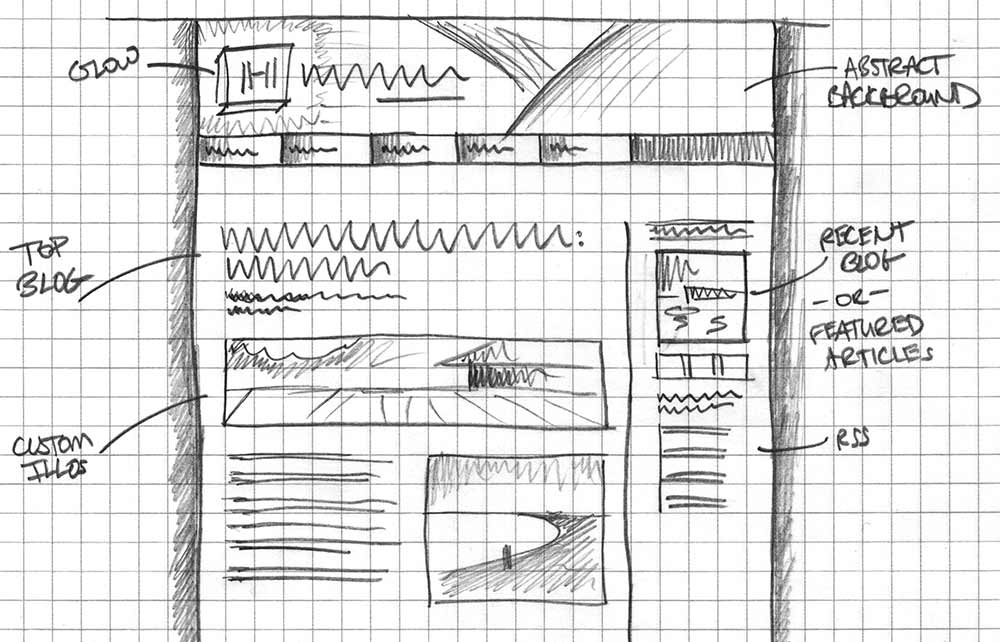 GLOW
ABSTRACT
BACKGROUND
TOP
BLOG
RECENT
BLOG
-OR-
FEATURED
ARTICLES
CUSTOM
ILLOS
RSS